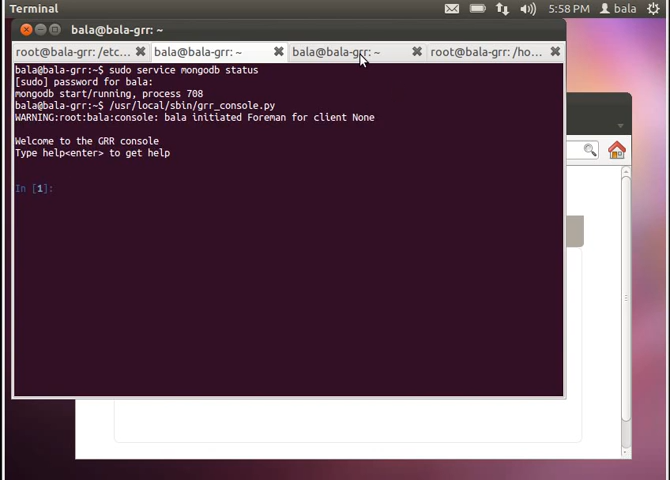 Terminal
5:58 PM
bala
bala@bala-grr: ~
root@bala-grr: /etc...
bala@bala-grr: ~
bala@bala-grr: ~
root@bala-grr: /ho...
bala@bala-grr:~$ sudo service mongodb status
[sudo] password for bala:
mongodb start/running, process 708
bala@bala-grr:~$ /usr/local/sbin/grr_console.py
WARNING:root:bala:console: bala initiated Foreman for client None
Welcome to the GRR console
Type help<enter> to get help
In [1]: